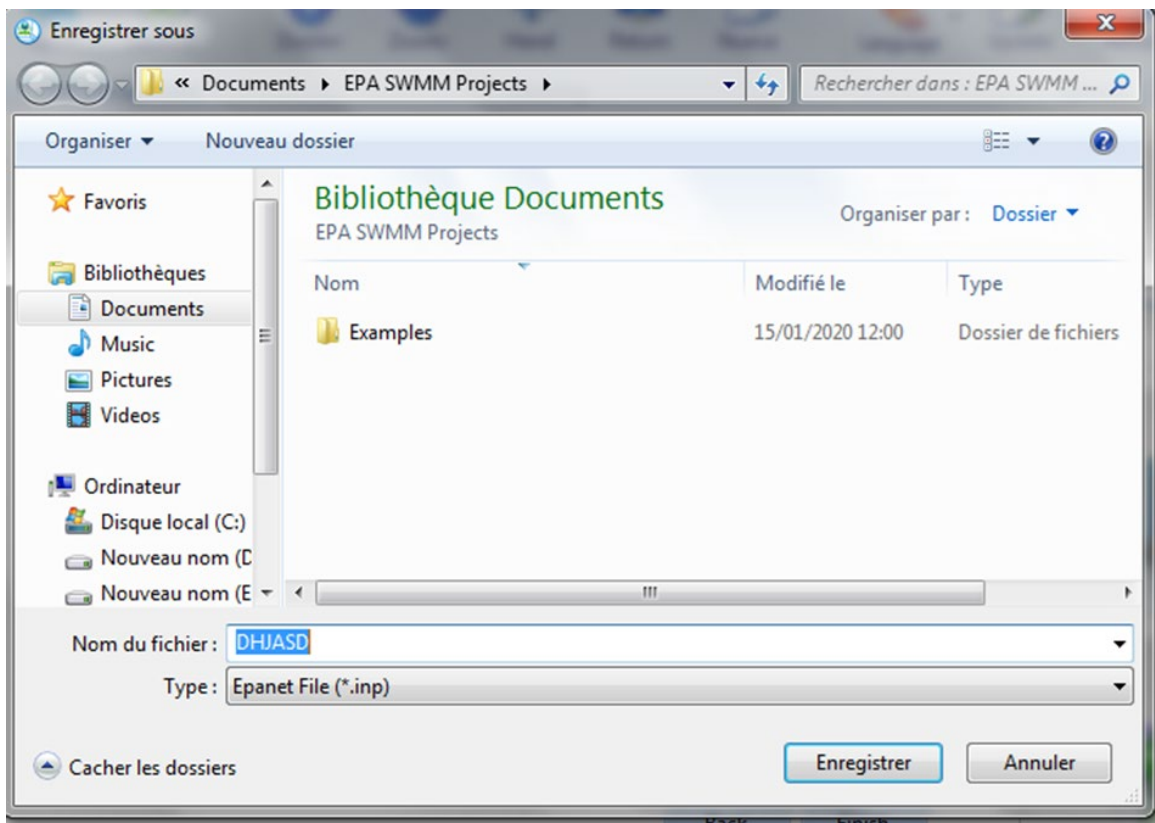 Enregistrer sous
« Documents EPA SWMM Projects
Rechercher dans : EPA SWMM ...
Organiser Nouveau dossier
Favoris
Bibliothèques
Documents
Music
Pictures
Videos
Ordinateur
Disque local (C:)
Nouveau nom (D
Nouveau nom (E
Bibliothèque Documents
EPA SWMM Projects
Organiser par : Dossier
Nom Modifié le Type
Examples 15/01/2020 12:00 Dossier de fichiers
Nom du fichier : DHJASD
Type : Epanet File (*.inp)
Cacher les dossiers
Enregistrer Annuler